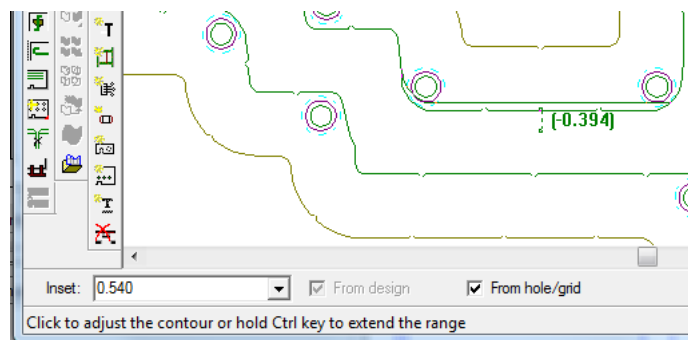 (-0.394)
Inset: 0.540 From design From hole/grid
Click to adjust the contour or hold Ctrl key to extend the range